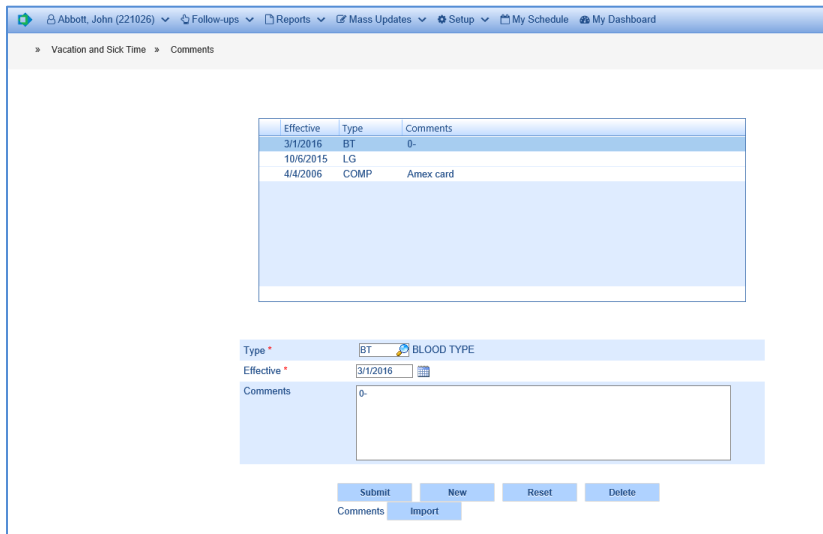 Abbott, John (221026) Follow-ups Reports Mass Updates Setup My Schedule My Dashboard
» Vacation and Sick Time » Comments
Effective Type Comments
3/1/2016 BT 0-
10/6/2015 LG
4/4/2006 COMP Amex card
Type * BT BLOOD TYPE
Effective * 3/1/2016
Comments 0-
Submit New Reset Delete
Comments Import